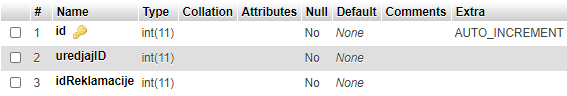 # Name Type Collation Attributes Null Default Comments Extra
1 id int(11) No None AUTO_INCREMENT
2 uredjajID int(11) No None
3 idReklamacije int(11) No None